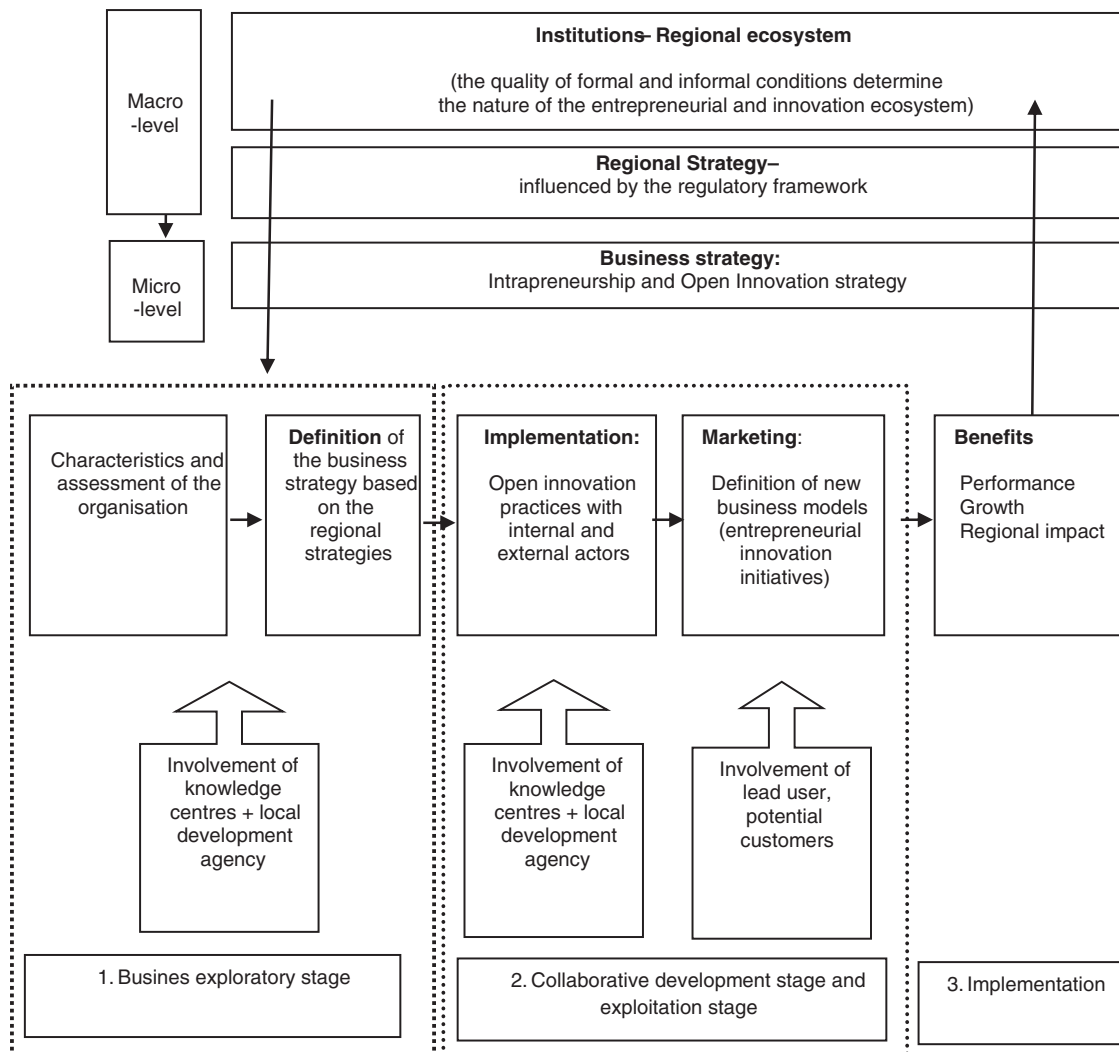 Macro
-level
Institutions– Regional ecosystem
(the quality of formal and informal conditions determine
the nature of the entrepreneurial and innovation ecosystem)
Regional Strategy–
influenced by the regulatory framework
Micro
-level
Business strategy:
Intrapreneurship and Open Innovation strategy
Characteristics and
assessment of the
organisation
Definition of
the business
strategy based
on the
regional
strategies
Implementation:
Open innovation
practices with
internal and
external actors
Marketing:
Definition of new
business models
(entrepreneurial
innovation
initiatives)
Benefits
Performance
Growth
Regional impact
Involvement of
knowledge
centres + local
development
agency
Involvement of
knowledge
centres + local
development
agency
Involvement of
lead user,
potential
customers
1. Busines exploratory stage
2. Collaborative development stage and
exploitation stage
3. Implementation